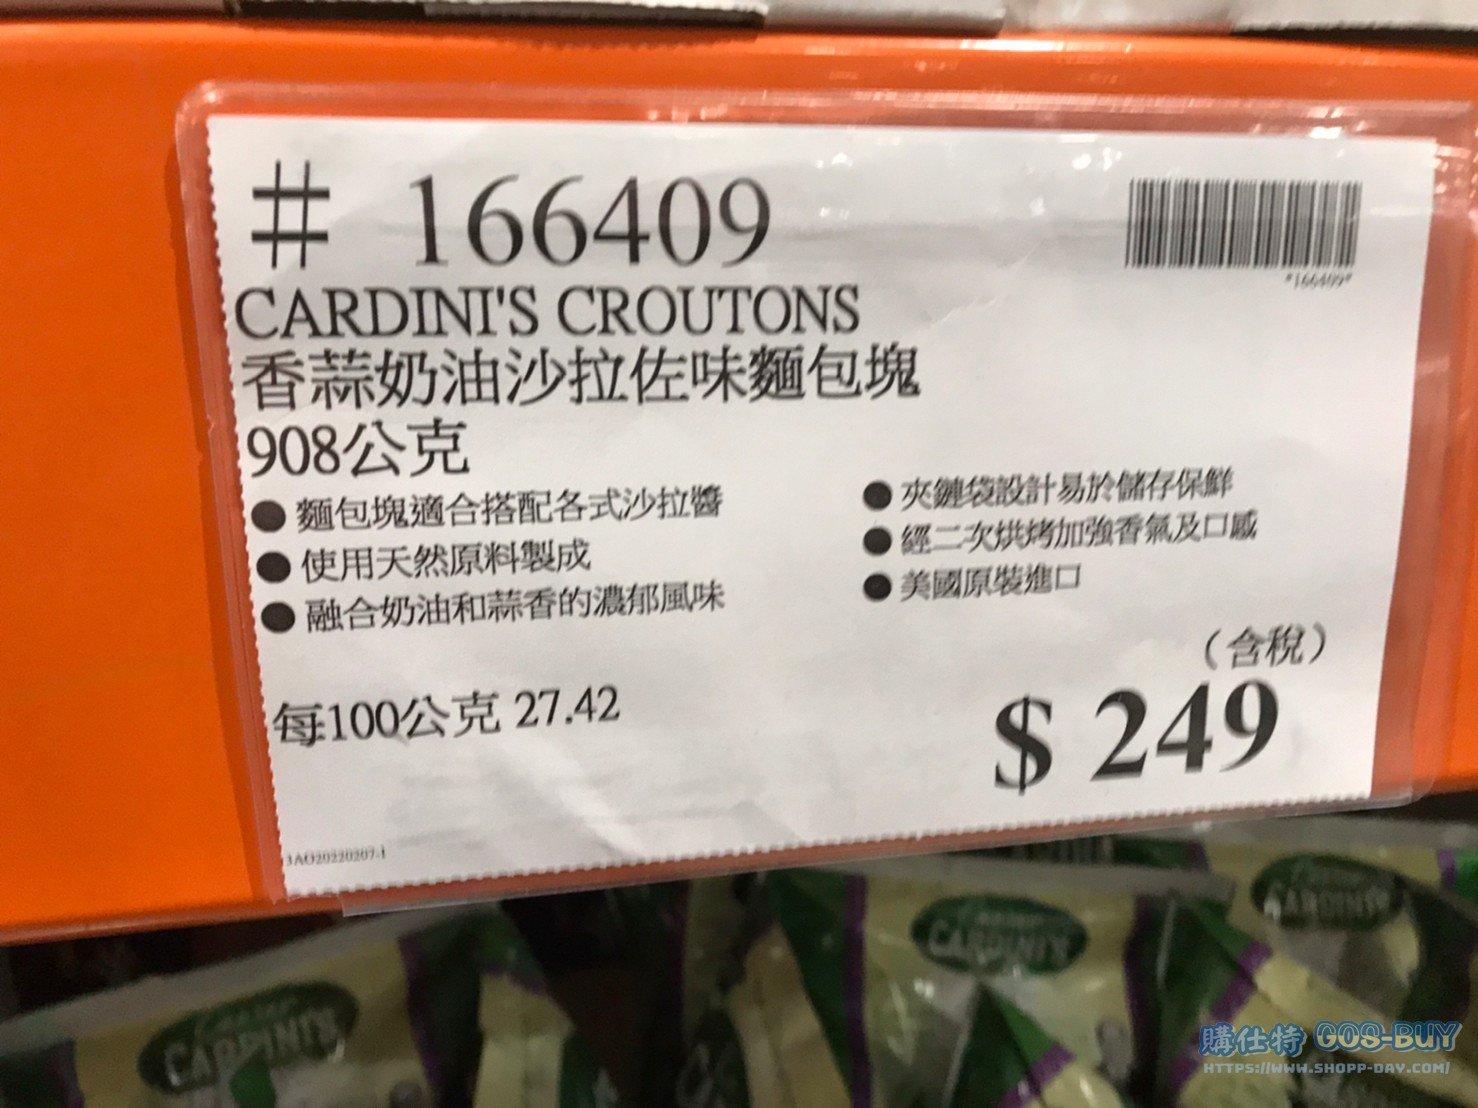 # 166409
*166409*
CARDINI'S CROUTONS
香蒜奶油沙拉佐味麵包塊
908公克
● 麵包塊適合搭配各式沙拉醬
● 使用天然原料製成
● 融合奶油和蒜香的濃郁風味
● 夾鏈袋設計易於儲存保鮮
● 經二次烘烤加強香氣及口感
● 美國原裝進口
(含稅)
每100公克 27.42
$ 249
CARDINI'S
CARDINI'S
CARDINI'S
購仕特 GOS-BUY
HTTPS://WWW.SHOPP-DAY.COM/